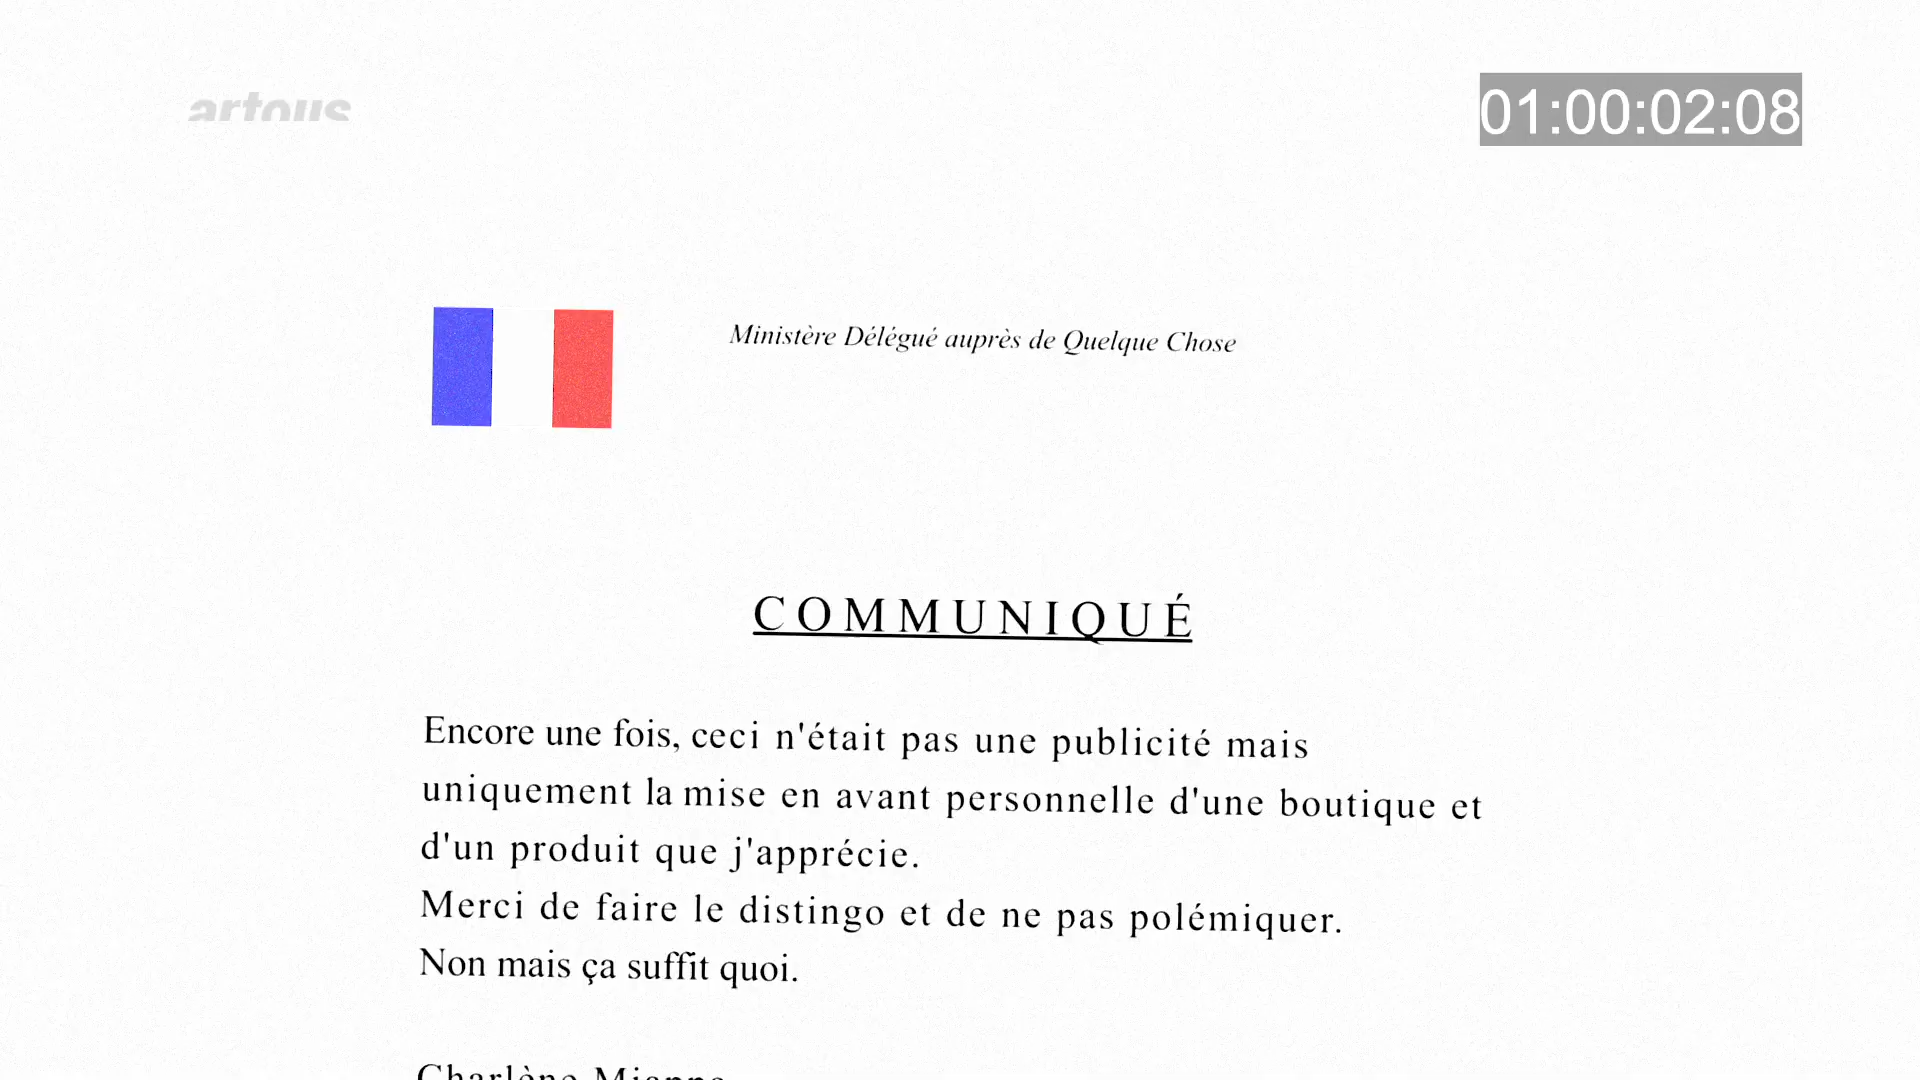 artous
01:00:02:08
Ministère Délégué auprès de Quelque Chose
COMMUNIQUÉ
Encore une fois, ceci n'était pas une publicité mais
uniquement la mise en avant personnelle d'une boutique et
d'un produit que j'apprécie.
Merci de faire le distingo et de ne pas polémiquer.
Non mais ça suffit quoi.
Charlène